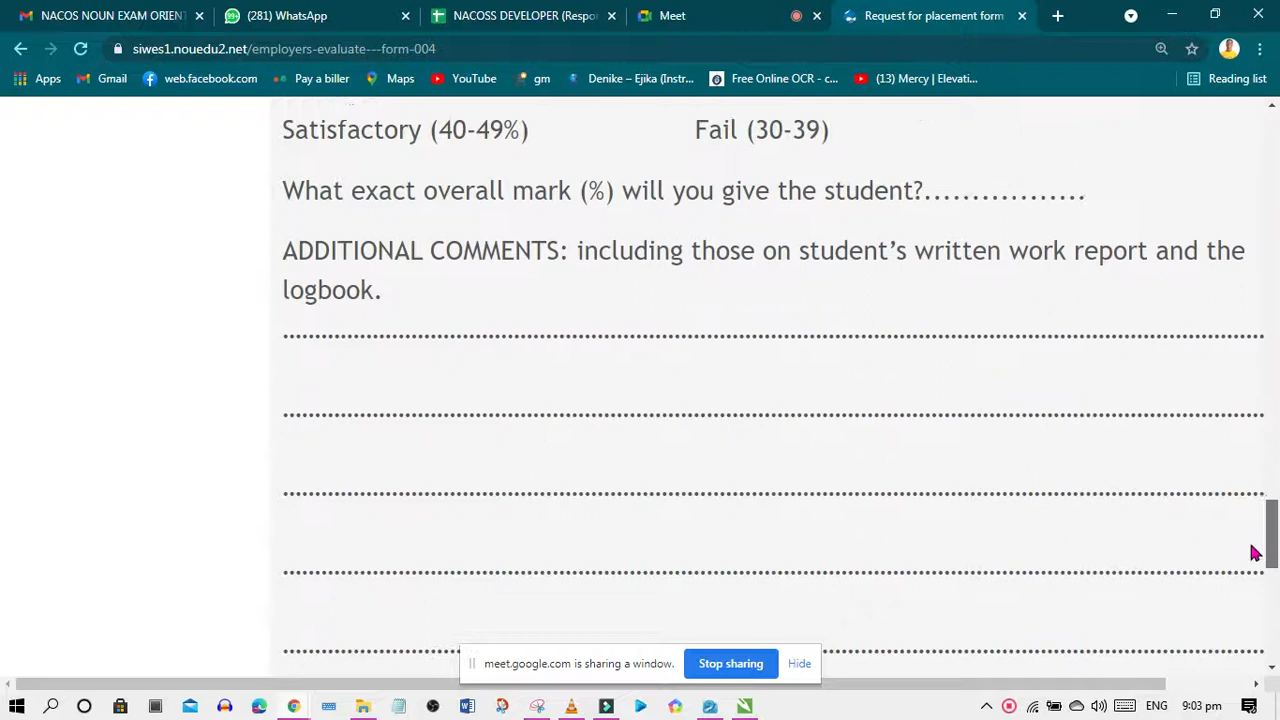 NACOS NOUN EXAM ORIENT
(281) WhatsApp
NACOSS DEVELOPER (Respo
Meet
Request for placement form
siwes1.nouedu2.net/employers-evaluate---form-004
Apps
Gmail
web.facebook.com
Pay a biller
Maps
YouTube
gm
Denike – Ejika (Instr...
Free Online OCR - c...
(13) Mercy | Elevati...
Reading list
Satisfactory (40-49%) Fail (30-39)
What exact overall mark (%) will you give the student?.................
ADDITIONAL COMMENTS: including those on student’s written work report and the
logbook.
meet.google.com is sharing a window.
Stop sharing
Hide
ENG
9:03 pm